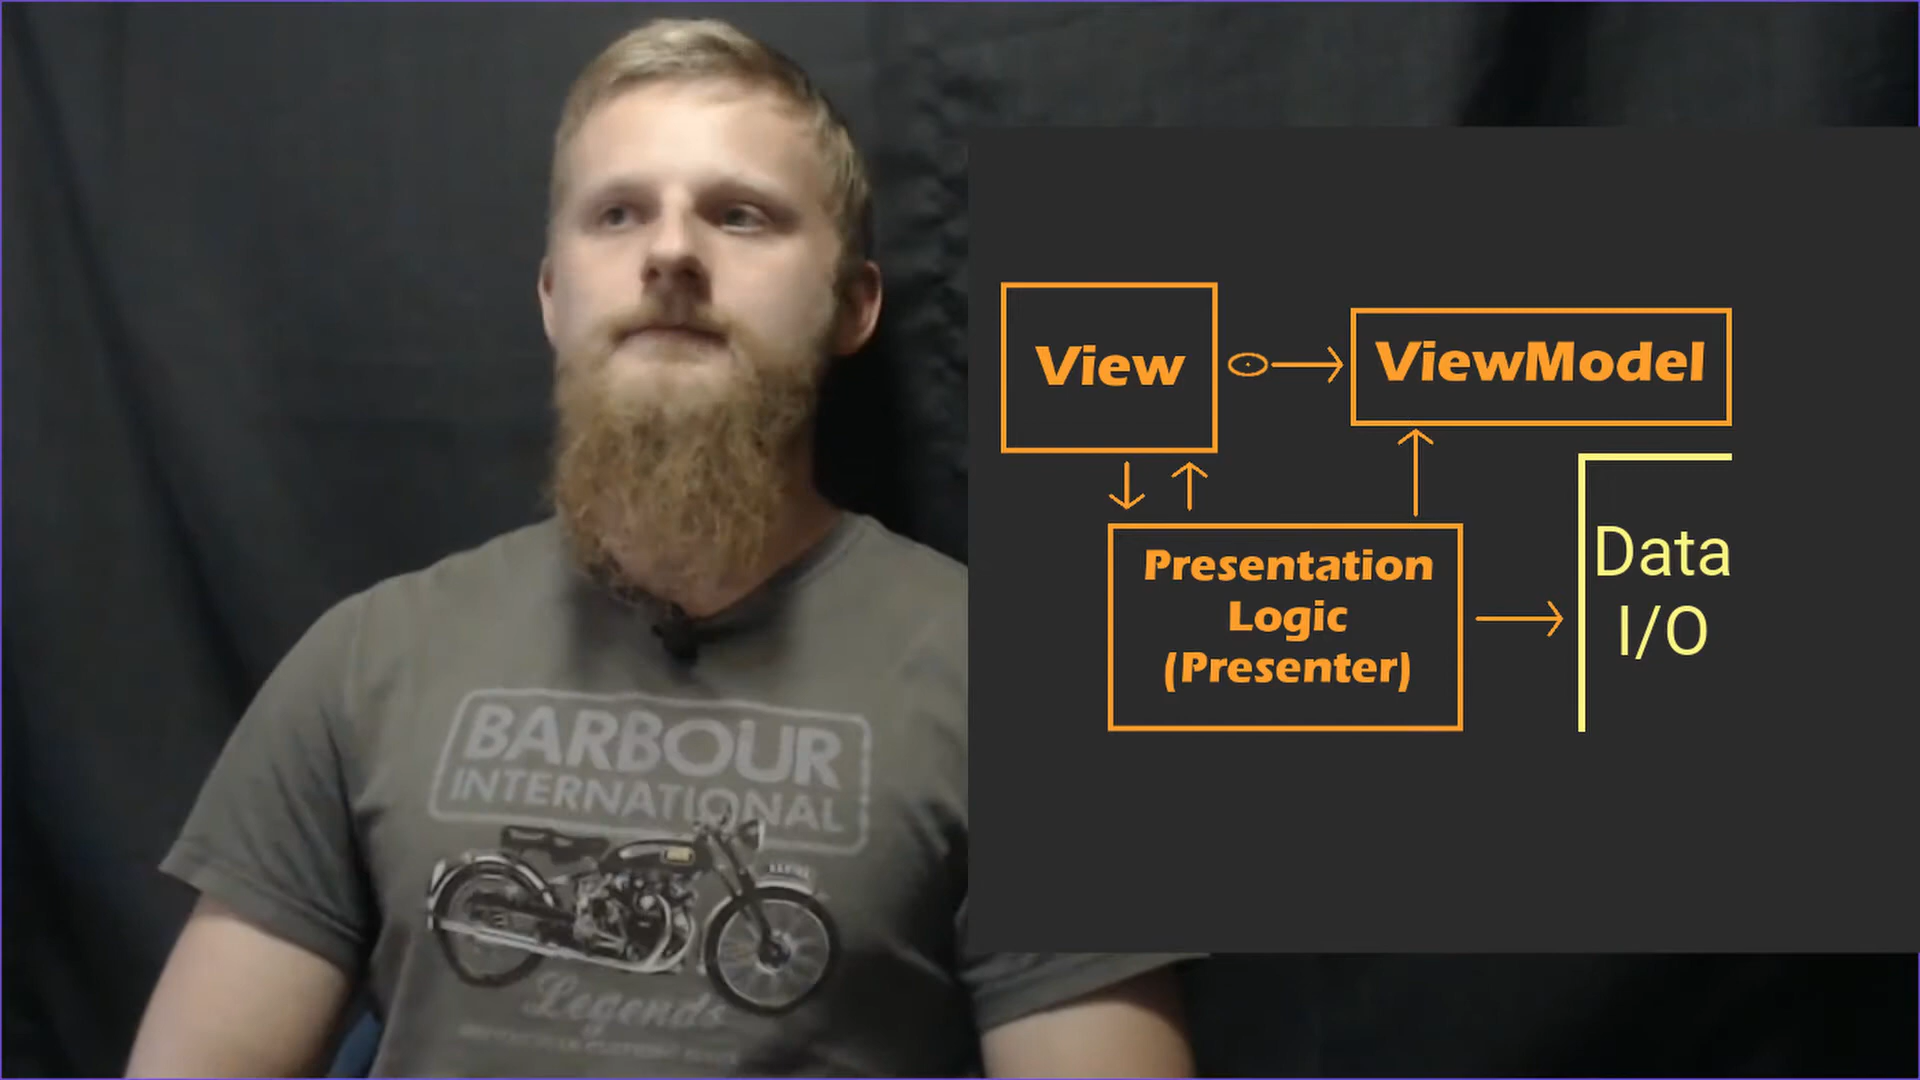 View
ViewModel
Presentation
Logic
(Presenter)
Data
I/O
BARBOUR
INTERNATIONAL
Legends